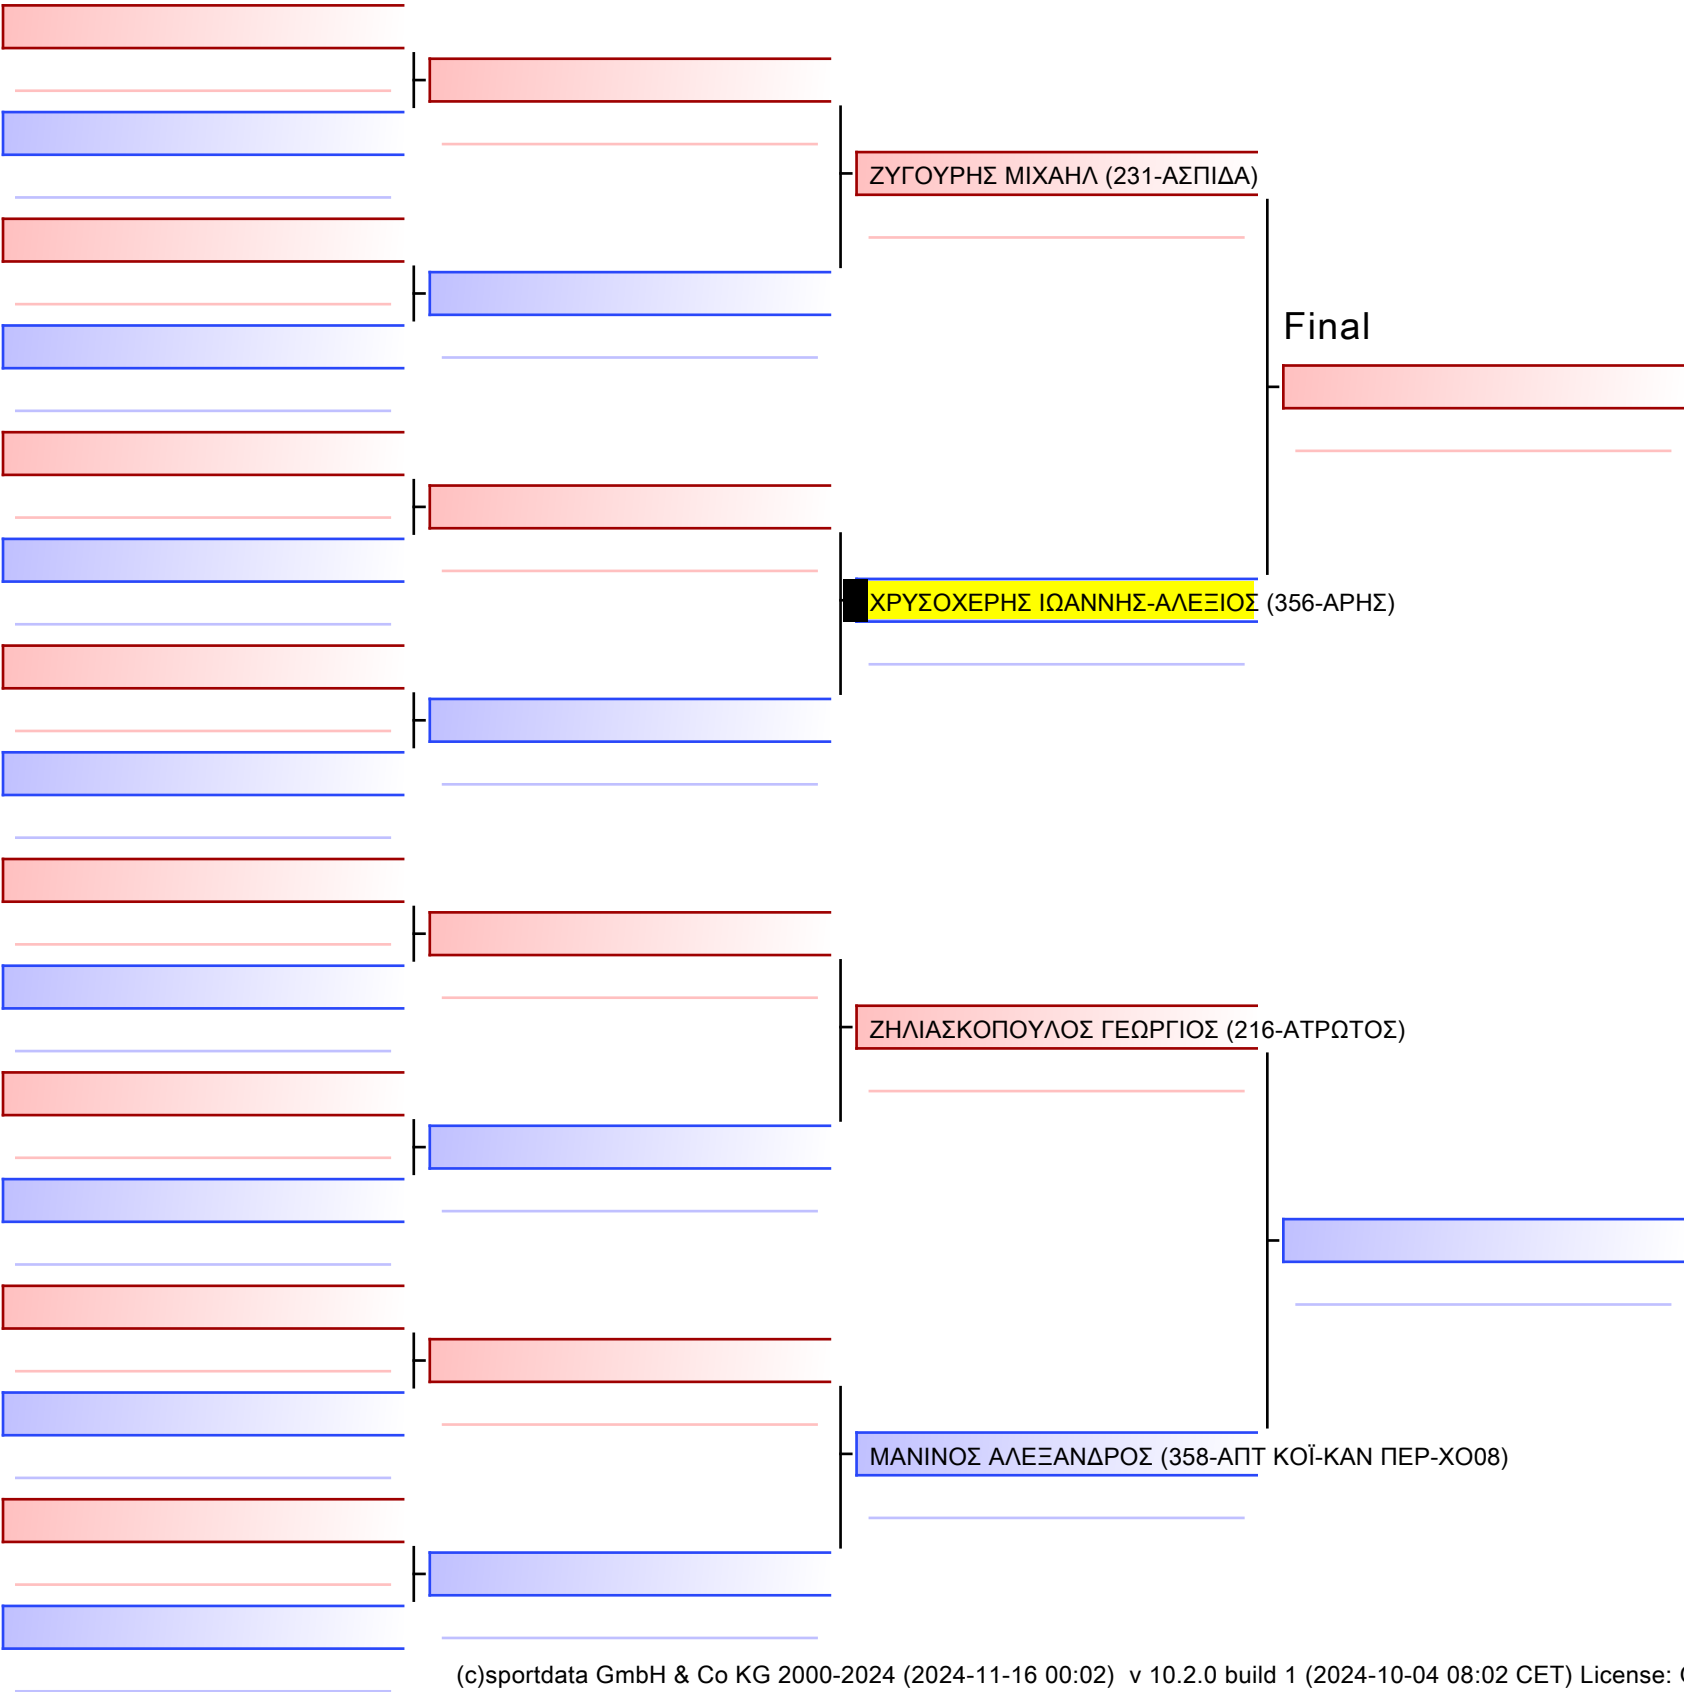 ΖΥΓΟΥΡΗΣ ΜΙΧΑΗΛ (231-ΑΣΠΙΔΑ)
Final
ΧΡΥΣΟΧΕΡΗΣ ΙΩΑΝΝΗΣ-ΑΛΕΞΙΟΣ (356-ΑΡΗΣ)
ΖΗΛΙΑΣΚΟΠΟΥΛΟΣ ΓΕΩΡΓΙΟΣ (216-ΑΤΡΩΤΟΣ)
ΜΑΝΙΝΟΣ ΑΛΕΞΑΝΔΡΟΣ (358-ΑΠΤ ΚΟΪ-ΚΑΝ ΠΕΡ-ΧΟ08)
(c)sportdata GmbH & Co KG 2000-2024 (2024-11-16 00:02) v 10.2.0 build 1 (2024-10-04 08:02 CET) License: